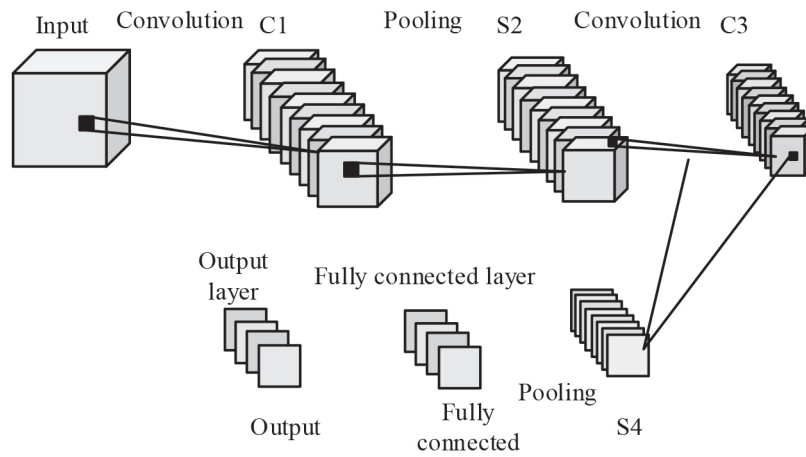 Input
Convolution
C1
Pooling
S2
Convolution
C3
Output
layer
Fully connected layer
Pooling
S4
Output
Fully
connected